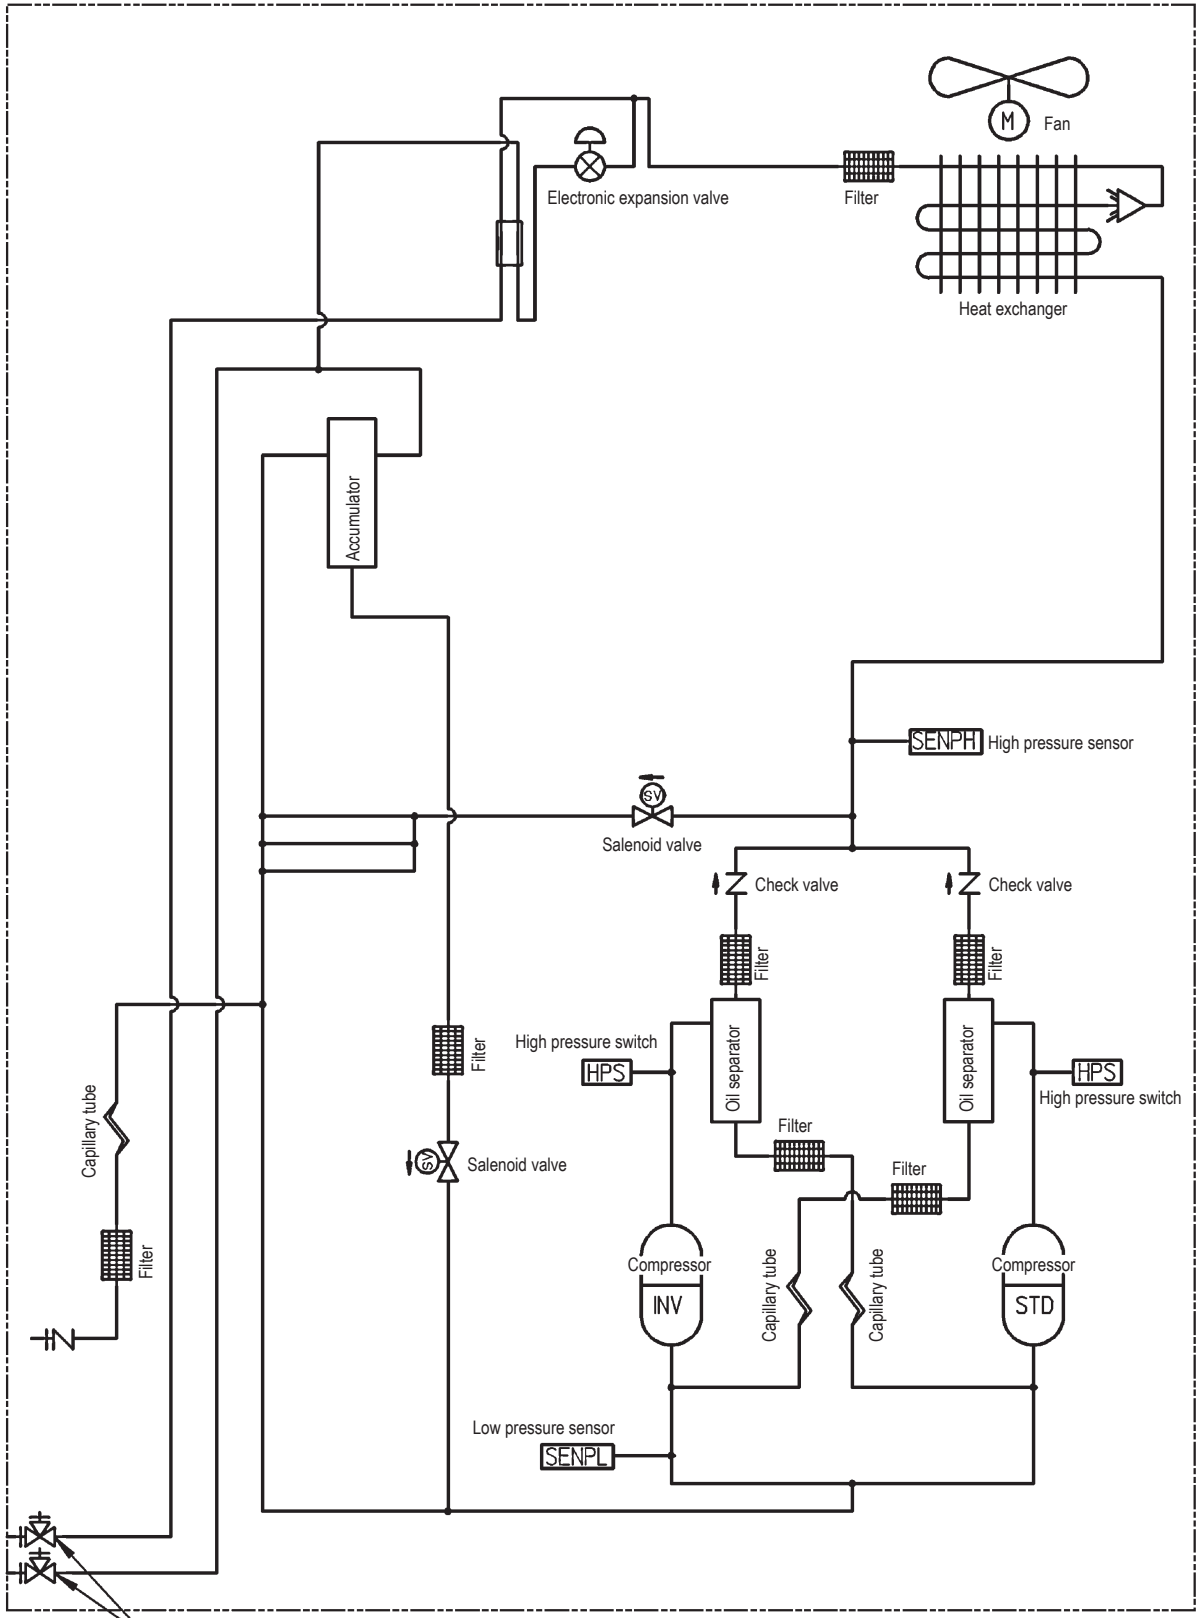 M
Fan
Electronic expansion valve
Filter
Heat exchanger
Accumulator
SENPH
High pressure sensor
SV
Salenoid valve
Check valve
Check valve
Filter
Filter
High pressure switch
HPS
Filter
Oil separator
Oil separator
HPS
High pressure switch
Capillary tube
Filter
SV
Salenoid valve
Filter
Filter
Compressor
INV
Capillary tube
Capillary tube
Compressor
STD
Low pressure sensor
SENPL